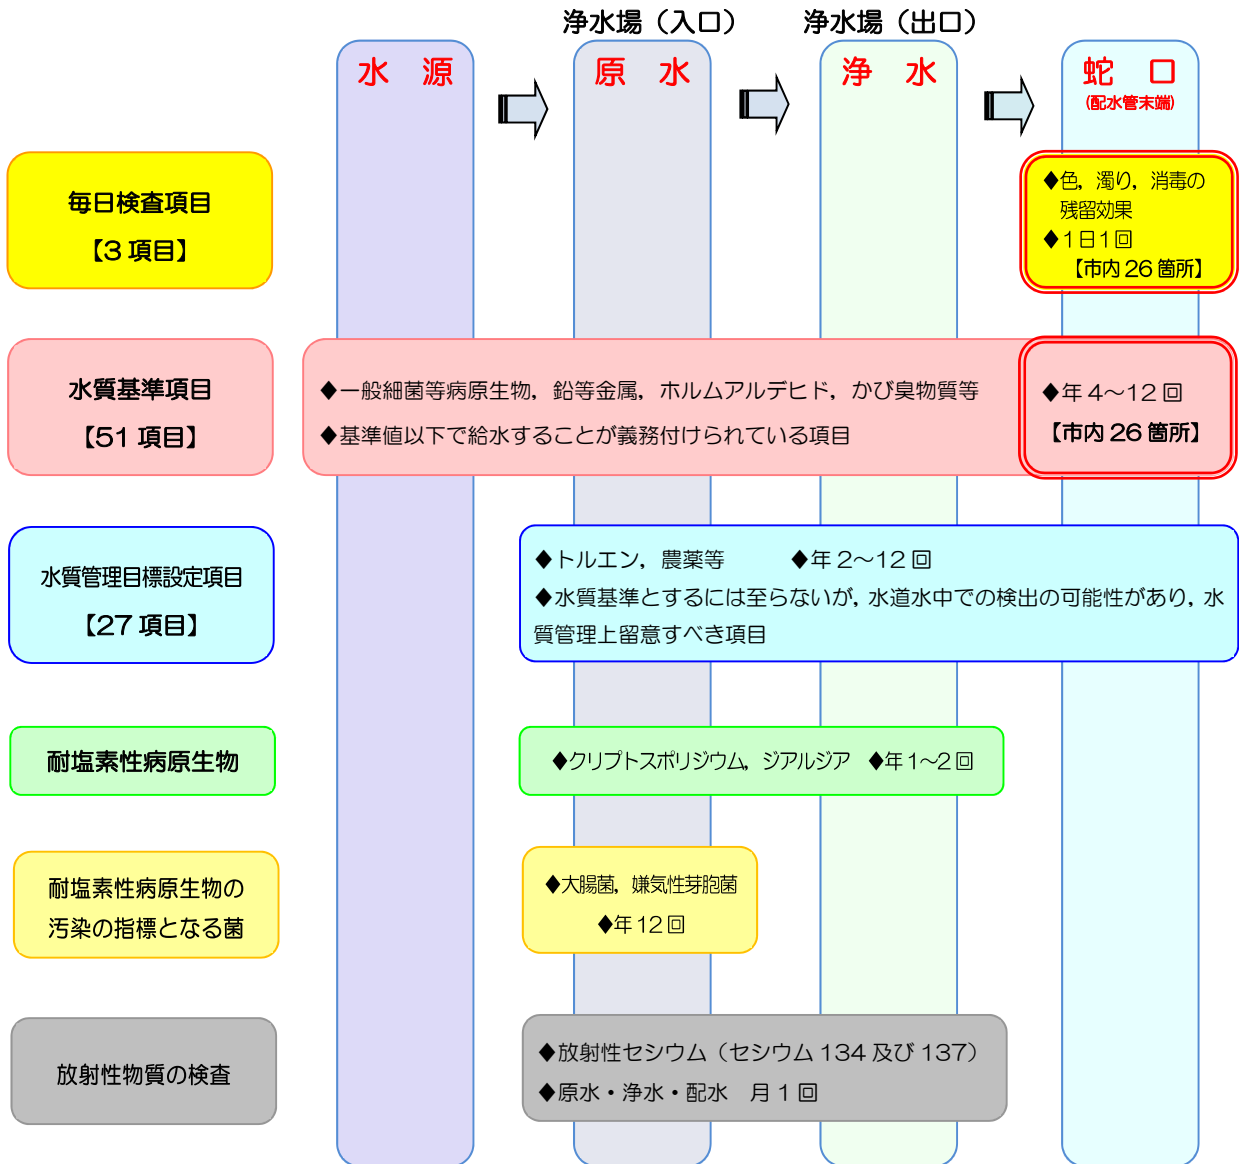 浄水場（入口）
浄水場（出口）
水　源
原　水
浄　水
蛇　口
(配水管末端)
毎日検査項目
【3 項目】
◆色，濁り，消毒の
残留効果
◆1日1回
【市内 26 箇所】
水質基準項目
【51 項目】
◆一般細菌等病原生物，鉛等金属，ホルムアルデヒド，かび臭物質等
◆基準値以下で給水することが義務付けられている項目
◆年 4～12 回
【市内 26 箇所】
水質管理目標設定項目
【27 項目】
◆トルエン，農薬等　　　◆年 2～12 回
◆水質基準とするには至らないが，水道水中での検出の可能性があり，水
質管理上留意すべき項目
耐塩素性病原生物
◆クリプトスポリジウム，ジアルジア　◆年 1～2 回
耐塩素性病原生物の
汚染の指標となる菌
◆大腸菌，嫌気性芽胞菌
◆年 12 回
放射性物質の検査
◆放射性セシウム（セシウム 134 及び 137）
◆原水・浄水・配水　月 1 回